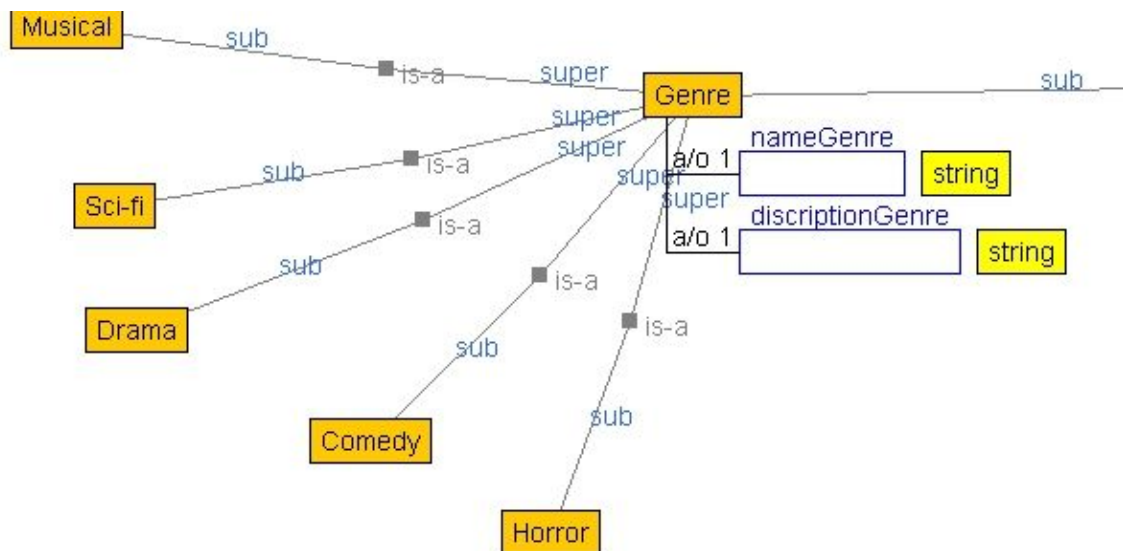 Musical
sub
is-a
super
Genre
sub
super
nameGenre
a/o 1
string
is-a
super
sub
super
super
Sci-fi
discriptionGenre
is-a
a/o 1
string
sub
is-a
Drama
is-a
sub
sub
Comedy
Horror